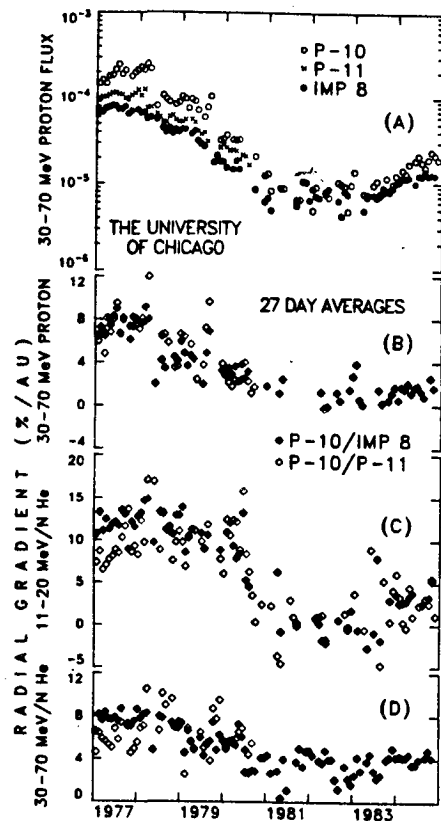 10⁻³
10⁻⁴
10⁻⁵
10⁻⁶
30-70 MeV PROTON FLUX
P-10
P-11
IMP 8
(A)
THE UNIVERSITY
OF CHICAGO
RADIAL GRADIENT (%/AU)
30-70 MeV PROTON
12
8
4
0
-4
27 DAY AVERAGES
(B)
P-10/IMP 8
P-10/P-11
11-20 MeV/N He
20
15
10
5
0
-5
(C)
30-70 MeV/N He
12
8
4
0
(D)
1977 1979 1981 1983